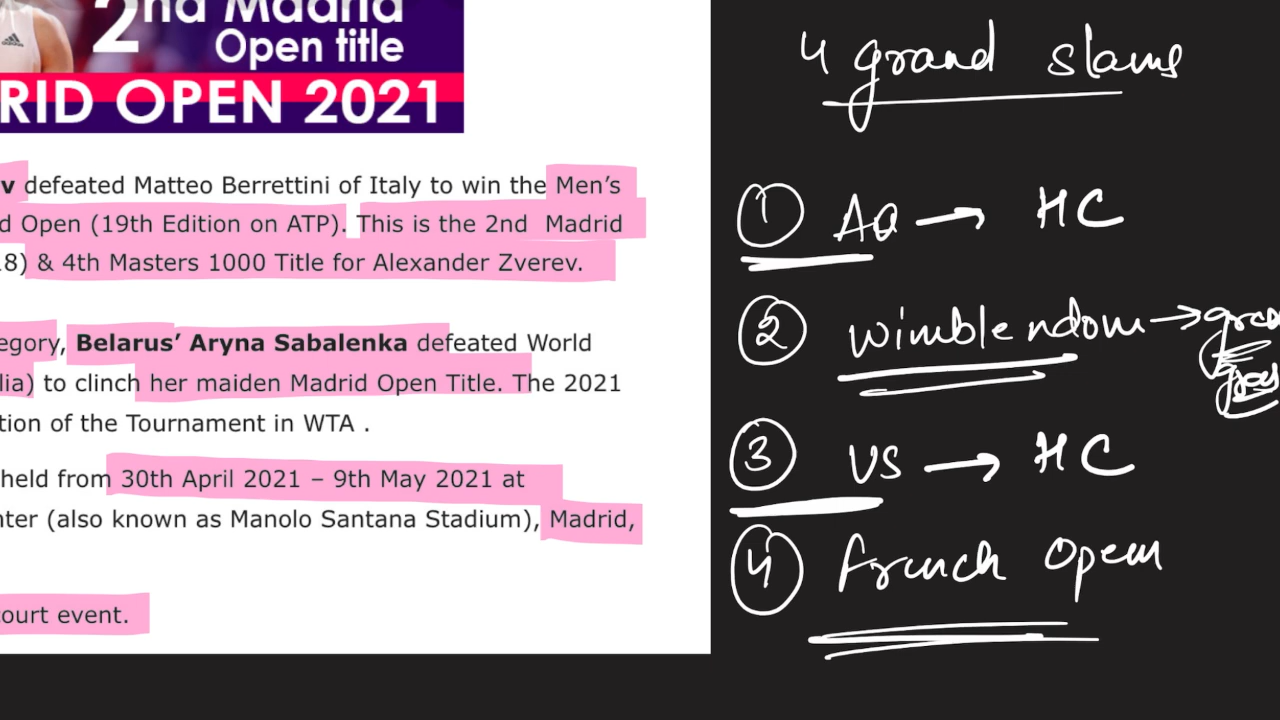 2nd Madrid
Open title
RID OPEN 2021
v defeated Matteo Berrettini of Italy to win the Men’s
d Open (19th Edition on ATP). This is the 2nd Madrid
8) & 4th Masters 1000 Title for Alexander Zverev.
egory, Belarus’ Aryna Sabalenka defeated World
lia) to clinch her maiden Madrid Open Title. The 2021
tion of the Tournament in WTA .
held from 30th April 2021 – 9th May 2021 at
nter (also known as Manolo Santana Stadium), Madrid,
ourt event.
4 grand slams
1 AO → HC
2 wimblendom →
3 US → HC
4 french open